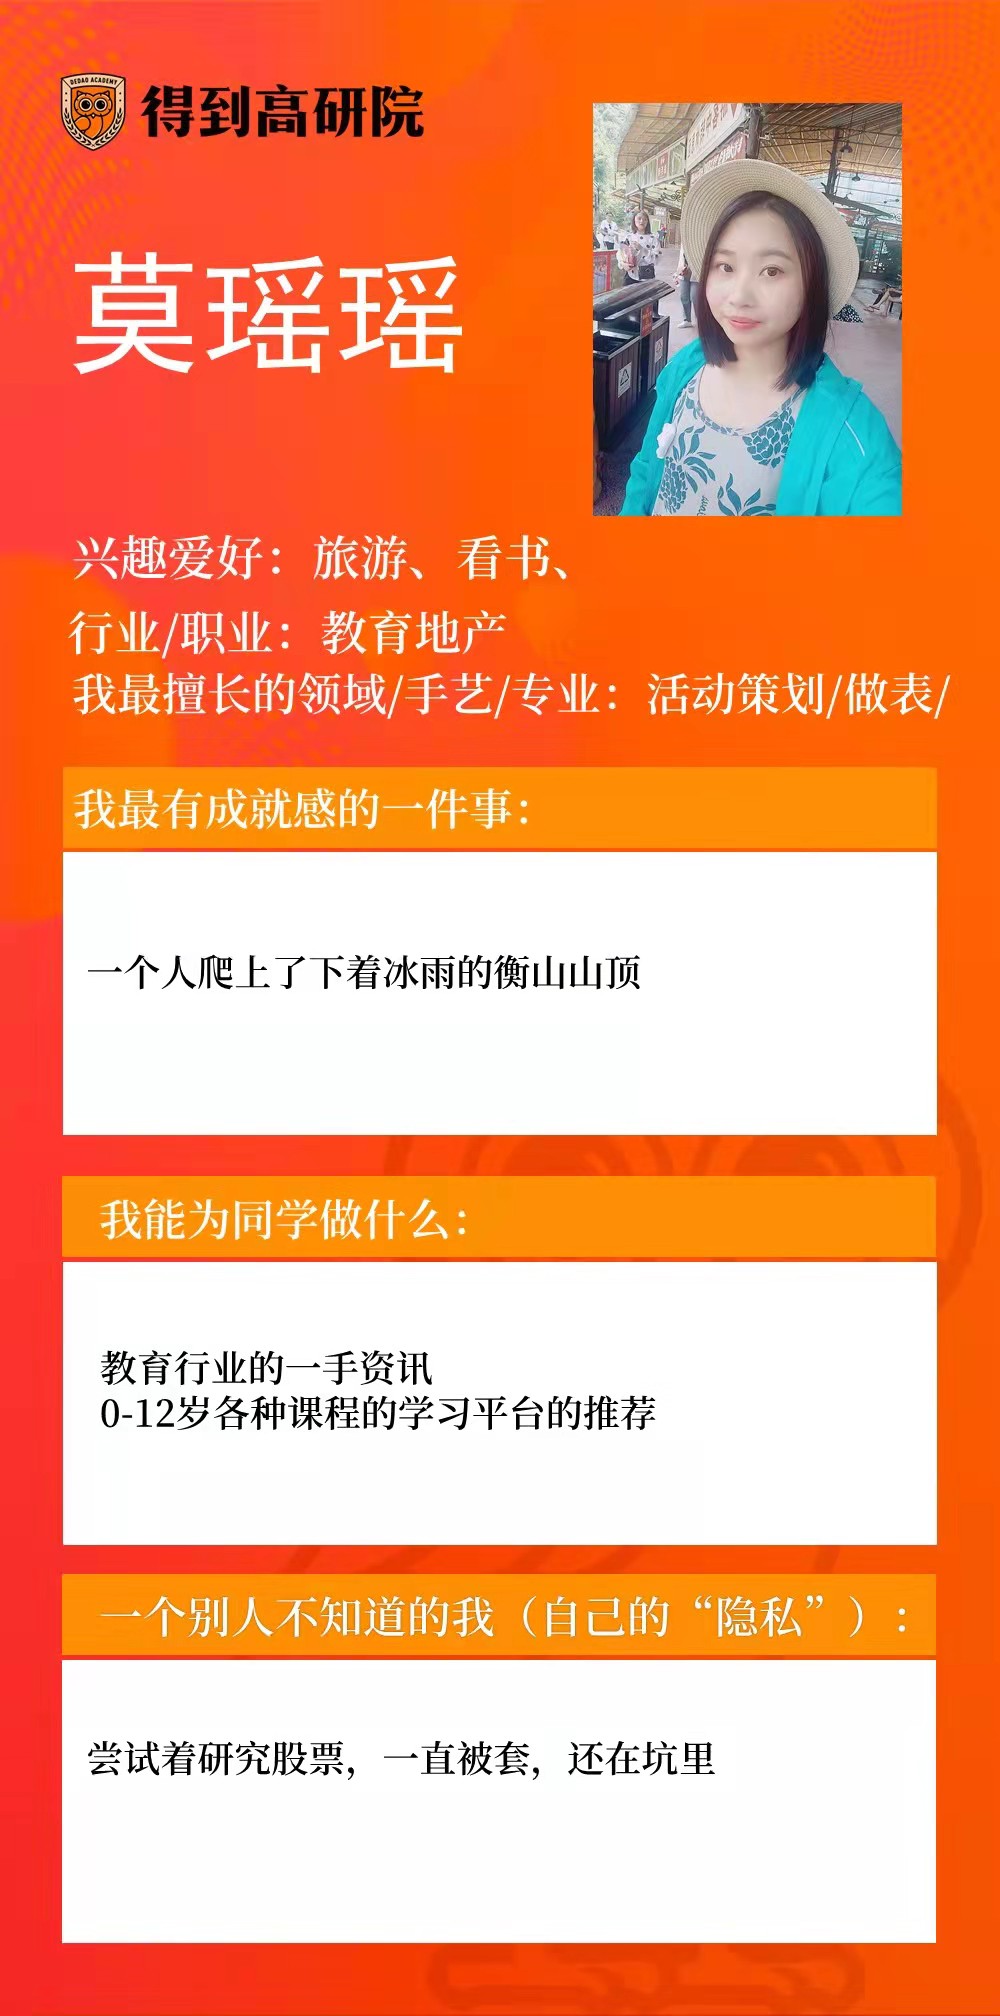 DEDAO ACADEMY
得到高研院
莫瑶瑶
兴趣爱好：旅游、看书、
行业/职业：教育地产
我最擅长的领域/手艺/专业：活动策划/做表/
我最有成就感的一件事：
一个人爬上了下着冰雨的衡山山顶
我能为同学做什么：
教育行业的一手资讯
0-12岁各种课程的学习平台的推荐
一个别人不知道的我（自己的“隐私”）：
尝试着研究股票，一直被套，还在坑里